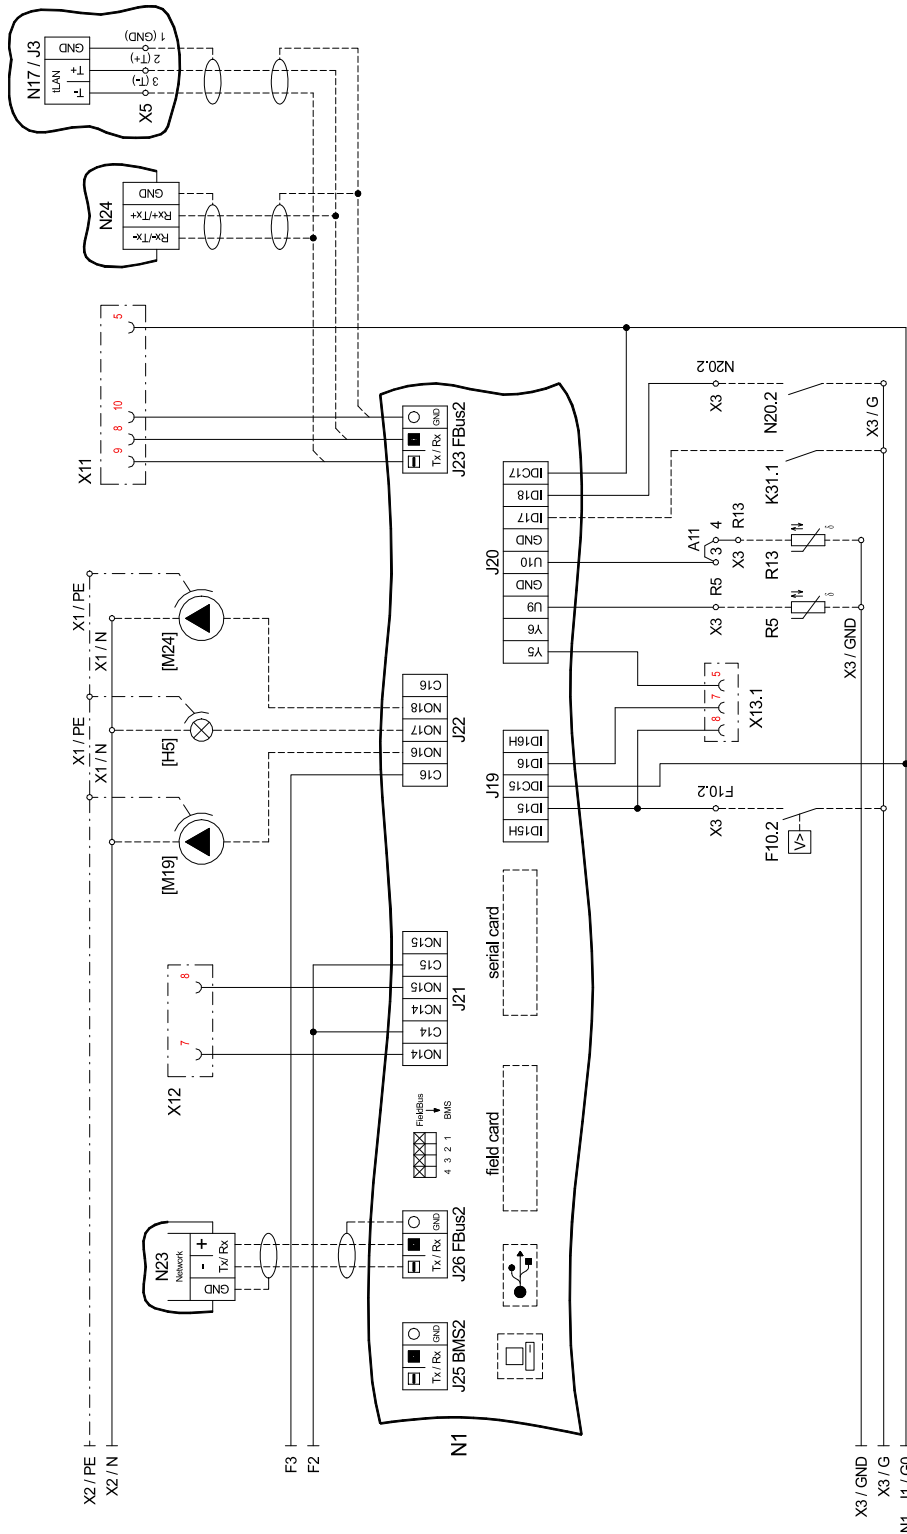 N17 / J3
tLAN
GND
T+
T-
1 (GND)
2 (T+)
3 (T-)
X5
N24
GND
Rx+/Tx+
Rx-/Tx-
X11
5
10
8
9
X1 / PE
X1 / N
[M24]
X1 / PE
X1 / N
[H5]
[M19]
X12
8
7
N23
Network
+
-
Tx/ Rx
GND
X2 / PE
X2 / N
F3
F2
GND
Tx / Rx
J23 FBus2
C16
NO18
NO17
NO16
C16
J22
NC15
C15
NO15
NC14
C14
NO14
J21
FieldBus
BMS
4 3 2 1
GND
Tx / Rx
J26 FBus2
GND
Tx / Rx
J25 BMS2
N1
J20
IDC17
ID18
ID17
GND
U10
GND
U9
Y6
Y5
J19
ID16H
ID16
IDC15
ID15
ID15H
serial card
field card
X3
N20.2
N20.2
X3 / G
K31.1
A11
3
4
X3
R13
R13
X3
R5
R5
X3 / GND
5
7
8
X13.1
X3
F10.2
F10.2
V>
X3 / GND
X3 / G